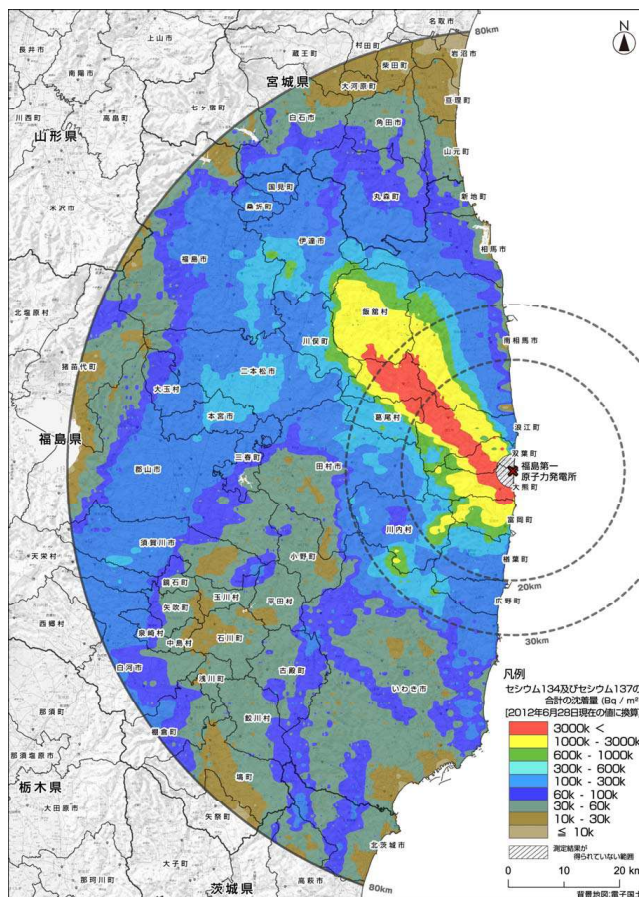 名取市
80km
N
上山市
村田町
岩沼市
長井市
蔵王町
柴田町
南陽市
宮城県
大河原町
亘理町
七ヶ宿町
川西町
高畠町
白石市
角田市
山形県
山元町
国見町
丸森町
新地町
米沢市
桑折町
伊達市
相馬市
福島市
飯舘村
北塩原村
南相馬市
川俣町
猪苗代町
二本松市
大玉村
葛尾村
本宮市
浪江町
福島県
三春町
双葉町
郡山市
田村市
福島第一
原子力発電所
大熊町
富岡町
川内村
須賀川市
小野町
天栄村
楢葉町
鏡石町
玉川村
20km
矢吹町
平田村
広野町
西郷村
泉崎村
中島村
石川町
30km
白河市
古殿町
浅川町
いわき市
那須町
鮫川村
棚倉町
那須塩原市
塙町
栃木県
大田原市
矢祭町
北茨城市
大子町
那珂川町
高萩市
茨城県
80km
凡例
セシウム134及びセシウム137の
合計の沈着量 (Bq / m²
[2012年6月28日現在の値に換算
3000k <
1000k - 3000k
600k - 1000k
300k - 600k
100k - 300k
60k - 100k
30k - 60k
10k - 30k
≦ 10k
測定結果が
得られていない範囲
0 10 20 km
背景地図:電子国土